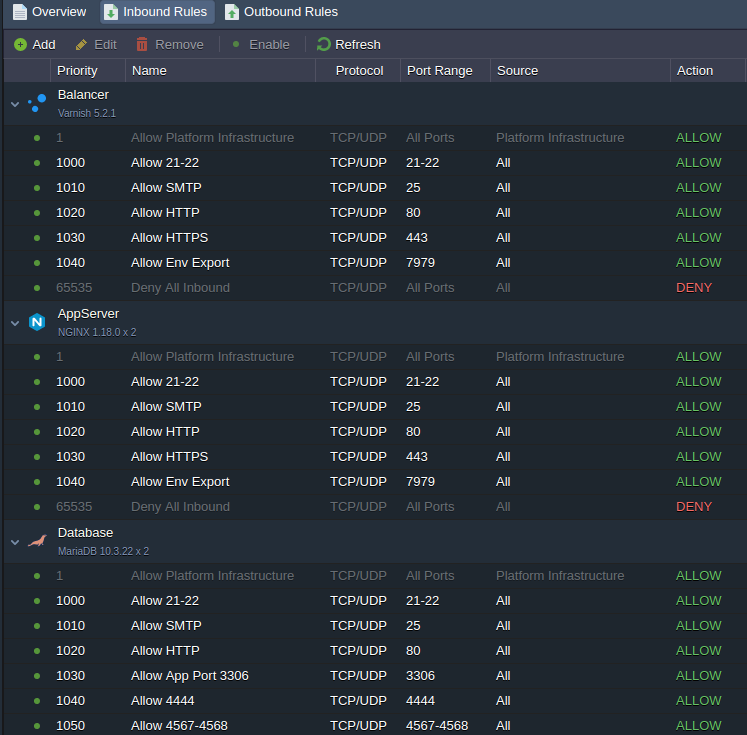 Overview Inbound Rules Outbound Rules
Add Edit Remove Enable Refresh
Priority Name Protocol Port Range Source Action
Balancer
Varnish 5.2.1
1 Allow Platform Infrastructure TCP/UDP All Ports Platform Infrastructure ALLOW
1000 Allow 21-22 TCP/UDP 21-22 All ALLOW
1010 Allow SMTP TCP/UDP 25 All ALLOW
1020 Allow HTTP TCP/UDP 80 All ALLOW
1030 Allow HTTPS TCP/UDP 443 All ALLOW
1040 Allow Env Export TCP/UDP 7979 All ALLOW
65535 Deny All Inbound TCP/UDP All Ports All DENY
AppServer
NGINX 1.18.0 x 2
1 Allow Platform Infrastructure TCP/UDP All Ports Platform Infrastructure ALLOW
1000 Allow 21-22 TCP/UDP 21-22 All ALLOW
1010 Allow SMTP TCP/UDP 25 All ALLOW
1020 Allow HTTP TCP/UDP 80 All ALLOW
1030 Allow HTTPS TCP/UDP 443 All ALLOW
1040 Allow Env Export TCP/UDP 7979 All ALLOW
65535 Deny All Inbound TCP/UDP All Ports All DENY
Database
MariaDB 10.3.22 x 2
1 Allow Platform Infrastructure TCP/UDP All Ports Platform Infrastructure ALLOW
1000 Allow 21-22 TCP/UDP 21-22 All ALLOW
1010 Allow SMTP TCP/UDP 25 All ALLOW
1020 Allow HTTP TCP/UDP 80 All ALLOW
1030 Allow App Port 3306 TCP/UDP 3306 All ALLOW
1040 Allow 4444 TCP/UDP 4444 All ALLOW
1050 Allow 4567-4568 TCP/UDP 4567-4568 All ALLOW